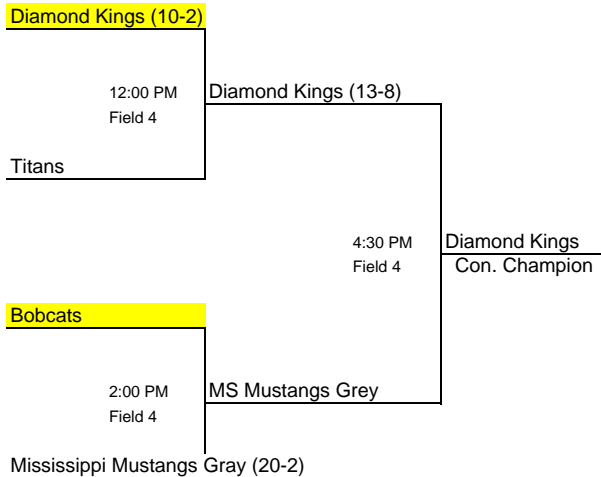 Diamond Kings (10-2)
12:00 PM
Diamond Kings (13-8)
Field 4
Titans
4:30 PM
Diamond Kings
Field 4
Con. Champion
Bobcats
2:00 PM
MS Mustangs Grey
Field 4
Mississippi Mustangs Gray (20-2)